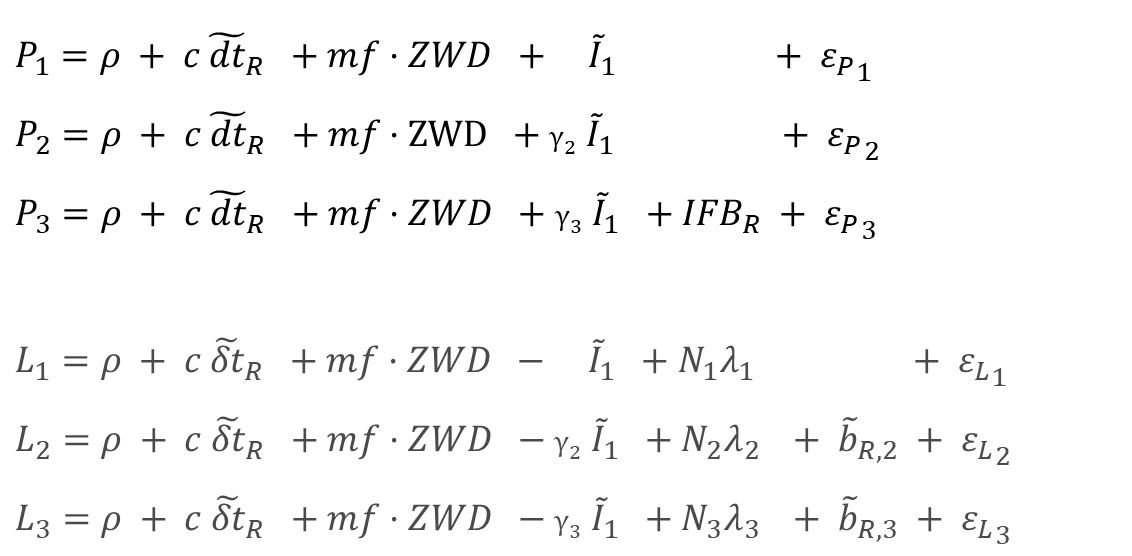 P₁ = ρ + c d͠t_R + mf · ZWD + Ĩ₁ + ε_P₁
P₂ = ρ + c d͠t_R + mf · ZWD + γ₂ Ĩ₁ + ε_P₂
P₃ = ρ + c d͠t_R + mf · ZWD + γ₃ Ĩ₁ + IFB_R + ε_P₃
L₁ = ρ + c δ̃t_R + mf · ZWD − Ĩ₁ + N₁λ₁ + ε_L₁
L₂ = ρ + c δ̃t_R + mf · ZWD − γ₂ Ĩ₁ + N₂λ₂ + b̃_R,2 + ε_L₂
L₃ = ρ + c δ̃t_R + mf · ZWD − γ₃ Ĩ₁ + N₃λ₃ + b̃_R,3 + ε_L₃